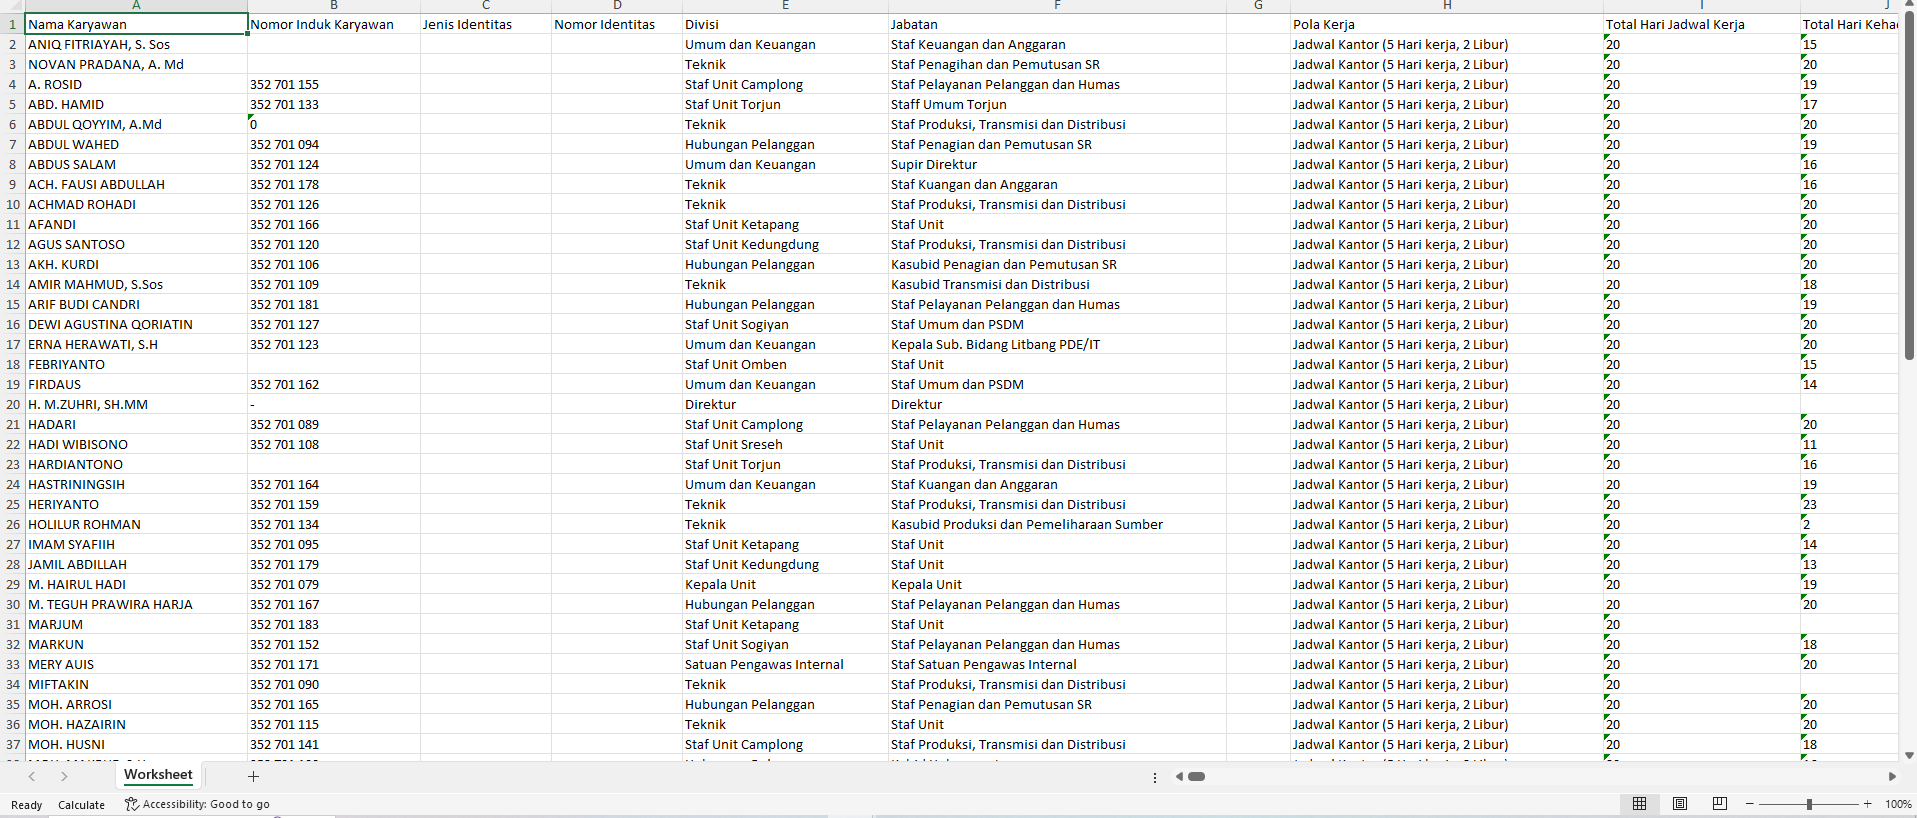 A B C D E F G H I J
1 Nama Karyawan Nomor Induk Karyawan Jenis Identitas Nomor Identitas Divisi Jabatan Pola Kerja Total Hari Jadwal Kerja Total Hari Kehad
2 ANIQ FITRIAYAH, S. Sos Umum dan Keuangan Staf Keuangan dan Anggaran Jadwal Kantor (5 Hari kerja, 2 Libur) 20 15
3 NOVAN PRADANA, A. Md Teknik Staf Penagihan dan Pemutusan SR Jadwal Kantor (5 Hari kerja, 2 Libur) 20 20
4 A. ROSID 352 701 155 Staf Unit Camplong Staf Pelayanan Pelanggan dan Humas Jadwal Kantor (5 Hari kerja, 2 Libur) 20 19
5 ABD. HAMID 352 701 133 Staf Unit Torjun Staff Umum Torjun Jadwal Kantor (5 Hari kerja, 2 Libur) 20 17
6 ABDUL QOYYIM, A.Md 0 Teknik Staf Produksi, Transmisi dan Distribusi Jadwal Kantor (5 Hari kerja, 2 Libur) 20 20
7 ABDUL WAHED 352 701 094 Hubungan Pelanggan Staf Penagian dan Pemutusan SR Jadwal Kantor (5 Hari kerja, 2 Libur) 20 19
8 ABDUS SALAM 352 701 124 Umum dan Keuangan Supir Direktur Jadwal Kantor (5 Hari kerja, 2 Libur) 20 16
9 ACH. FAUSI ABDULLAH 352 701 178 Teknik Staf Kuangan dan Anggaran Jadwal Kantor (5 Hari kerja, 2 Libur) 20 16
10 ACHMAD ROHADI 352 701 126 Teknik Staf Produksi, Transmisi dan Distribusi Jadwal Kantor (5 Hari kerja, 2 Libur) 20 20
11 AFANDI 352 701 166 Staf Unit Ketapang Staf Unit Jadwal Kantor (5 Hari kerja, 2 Libur) 20 20
12 AGUS SANTOSO 352 701 120 Staf Unit Kedungdung Staf Produksi, Transmisi dan Distribusi Jadwal Kantor (5 Hari kerja, 2 Libur) 20 20
13 AKH. KURDI 352 701 106 Hubungan Pelanggan Kasubid Penagian dan Pemutusan SR Jadwal Kantor (5 Hari kerja, 2 Libur) 20 20
14 AMIR MAHMUD, S.Sos 352 701 109 Teknik Kasubid Transmisi dan Distribusi Jadwal Kantor (5 Hari kerja, 2 Libur) 20 18
15 ARIF BUDI CANDRI 352 701 181 Hubungan Pelanggan Staf Pelayanan Pelanggan dan Humas Jadwal Kantor (5 Hari kerja, 2 Libur) 20 19
16 DEWI AGUSTINA QORIATIN 352 701 127 Staf Unit Sogiyan Staf Umum dan PSDM Jadwal Kantor (5 Hari kerja, 2 Libur) 20 20
17 ERNA HERAWATI, S.H 352 701 123 Umum dan Keuangan Kepala Sub. Bidang Litbang PDE/IT Jadwal Kantor (5 Hari kerja, 2 Libur) 20 20
18 FEBRIYANTO Staf Unit Omben Staf Unit Jadwal Kantor (5 Hari kerja, 2 Libur) 20 15
19 FIRDAUS 352 701 162 Umum dan Keuangan Staf Umum dan PSDM Jadwal Kantor (5 Hari kerja, 2 Libur) 20 14
20 H. M.ZUHRI, SH.MM - Direktur Direktur Jadwal Kantor (5 Hari kerja, 2 Libur) 20
21 HADARI 352 701 089 Staf Unit Camplong Staf Pelayanan Pelanggan dan Humas Jadwal Kantor (5 Hari kerja, 2 Libur) 20 20
22 HADI WIBISONO 352 701 108 Staf Unit Sreseh Staf Unit Jadwal Kantor (5 Hari kerja, 2 Libur) 20 11
23 HARDIANTONO Staf Unit Torjun Staf Produksi, Transmisi dan Distribusi Jadwal Kantor (5 Hari kerja, 2 Libur) 20 16
24 HASTRININGSIH 352 701 164 Umum dan Keuangan Staf Kuangan dan Anggaran Jadwal Kantor (5 Hari kerja, 2 Libur) 20 19
25 HERIYANTO 352 701 159 Teknik Staf Produksi, Transmisi dan Distribusi Jadwal Kantor (5 Hari kerja, 2 Libur) 20 23
26 HOLILUR ROHMAN 352 701 134 Teknik Kasubid Produksi dan Pemeliharaan Sumber Jadwal Kantor (5 Hari kerja, 2 Libur) 20 2
27 IMAM SYAFIIH 352 701 095 Staf Unit Ketapang Staf Unit Jadwal Kantor (5 Hari kerja, 2 Libur) 20 14
28 JAMIL ABDILLAH 352 701 179 Staf Unit Kedungdung Staf Unit Jadwal Kantor (5 Hari kerja, 2 Libur) 20 13
29 M. HAIRUL HADI 352 701 079 Kepala Unit Kepala Unit Jadwal Kantor (5 Hari kerja, 2 Libur) 20 19
30 M. TEGUH PRAWIRA HARJA 352 701 167 Hubungan Pelanggan Staf Pelayanan Pelanggan dan Humas Jadwal Kantor (5 Hari kerja, 2 Libur) 20 20
31 MARJUM 352 701 183 Staf Unit Ketapang Staf Unit Jadwal Kantor (5 Hari kerja, 2 Libur) 20
32 MARKUN 352 701 152 Staf Unit Sogiyan Staf Pelayanan Pelanggan dan Humas Jadwal Kantor (5 Hari kerja, 2 Libur) 20 18
33 MERY AUIS 352 701 171 Satuan Pengawas Internal Staf Satuan Pengawas Internal Jadwal Kantor (5 Hari kerja, 2 Libur) 20 20
34 MIFTAKIN 352 701 090 Teknik Staf Produksi, Transmisi dan Distribusi Jadwal Kantor (5 Hari kerja, 2 Libur) 20
35 MOH. ARROSI 352 701 165 Hubungan Pelanggan Staf Penagian dan Pemutusan SR Jadwal Kantor (5 Hari kerja, 2 Libur) 20 20
36 MOH. HAZAIRIN 352 701 115 Teknik Staf Unit Jadwal Kantor (5 Hari kerja, 2 Libur) 20 20
37 MOH. HUSNI 352 701 141 Staf Unit Camplong Staf Produksi, Transmisi dan Distribusi Jadwal Kantor (5 Hari kerja, 2 Libur) 20 18
Worksheet
Ready Calculate Accessibility: Good to go 100%